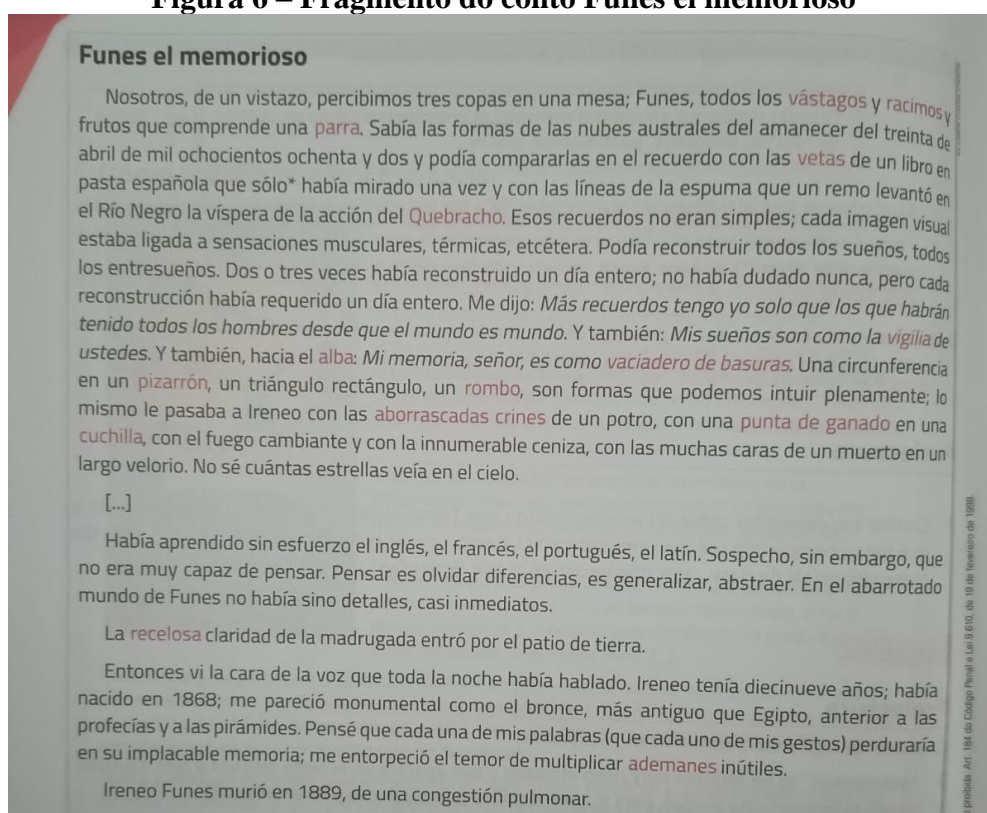 Figura 6 – Fragmento do conto Funes el memorioso
Funes el memorioso
Nosotros, de un vistazo, percibimos tres copas en una mesa; Funes, todos los vástagos y racimos y
frutos que comprende una parra. Sabía las formas de las nubes australes del amanecer del treinta de
abril de mil ochocientos ochenta y dos y podía compararlas en el recuerdo con las vetas de un libro en
pasta española que sólo* había mirado una vez y con las líneas de la espuma que un remo levantó en
el Río Negro la víspera de la acción del Quebracho. Esos recuerdos no eran simples; cada imagen visual
estaba ligada a sensaciones musculares, térmicas, etcétera. Podía reconstruir todos los sueños, todos
los entresueños. Dos o tres veces había reconstruido un día entero; no había dudado nunca, pero cada
reconstrucción había requerido un día entero. Me dijo: Más recuerdos tengo yo solo que los que habrán
tenido todos los hombres desde que el mundo es mundo. Y también: Mis sueños son como la vigilia de
ustedes. Y también, hacia el alba: Mi memoria, señor, es como vaciadero de basuras. Una circunferencia
en un pizarrón, un triángulo rectángulo, un rombo, son formas que podemos intuir plenamente; lo
mismo le pasaba a Ireneo con las aborrascadas crines de un potro, con una punta de ganado en una
cuchilla, con el fuego cambiante y con la innumerable ceniza, con las muchas caras de un muerto en un
largo velorio. No sé cuántas estrellas veía en el cielo.
[...]
Había aprendido sin esfuerzo el inglés, el francés, el portugués, el latín. Sospecho, sin embargo, que
no era muy capaz de pensar. Pensar es olvidar diferencias, es generalizar, abstraer. En el abarrotado
mundo de Funes no había sino detalles, casi inmediatos.
La recelosa claridad de la madrugada entró por el patio de tierra.
Entonces vi la cara de la voz que toda la noche había hablado. Ireneo tenía diecinueve años; había
nacido en 1868; me pareció monumental como el bronce, más antiguo que Egipto, anterior a las
profecías y a las pirámides. Pensé que cada una de mis palabras (que cada uno de mis gestos) perduraría
en su implacable memoria; me entorpeció el temor de multiplicar ademanes inútiles.
Ireneo Funes murió en 1889, de una congestión pulmonar.
proibida. Art. 184 do Código Penal e Lei 9.610, de 19 de fevereiro de 1998.